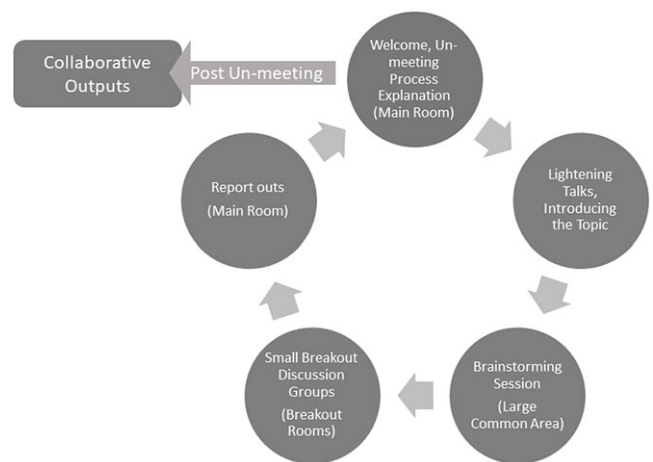 Collaborative
Outputs
Post Un-meeting
Welcome, Un-
meeting
Process
Explanation
(Main Room)
Lightening
Talks,
Introducing
the Topic
Brainstorming
Session
(Large
Common Area)
Small Breakout
Discussion
Groups
(Breakout
Rooms)
Report outs
(Main Room)